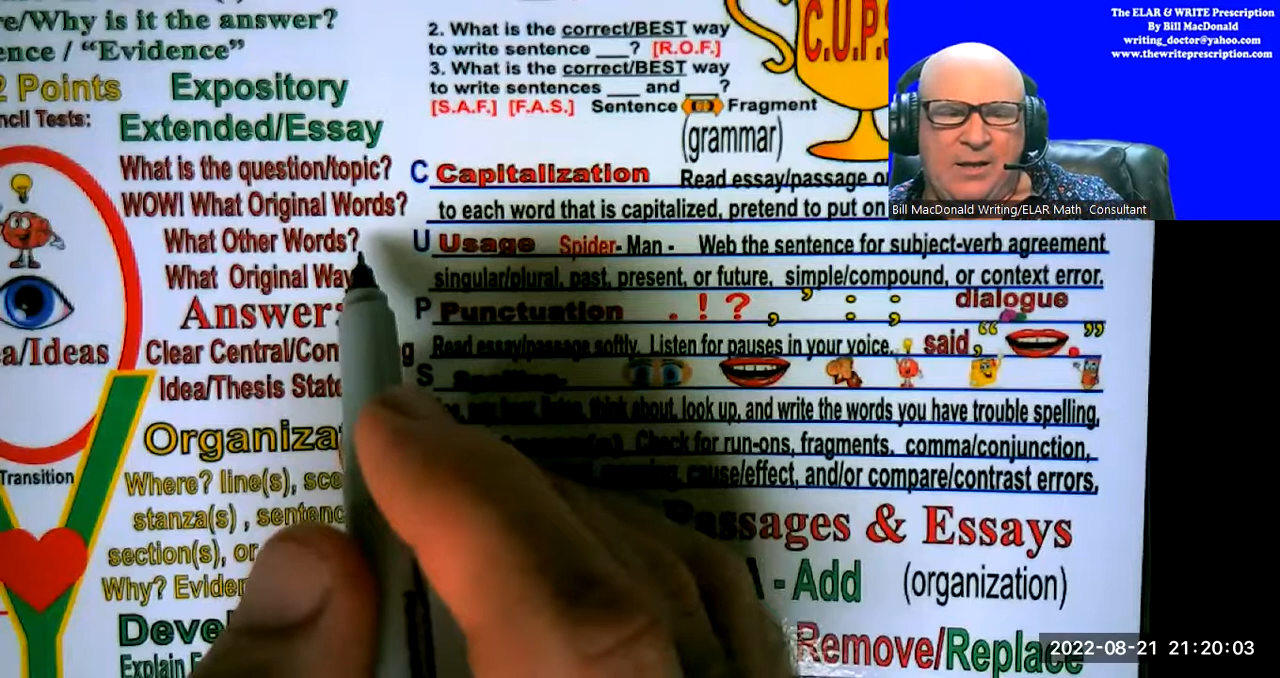 re/Why is it the answer?
ence / “Evidence”
2 Points
Expository
ncil Tests:
Extended/Essay
What is the question/topic?
WOW! What Original Words?
What Other Words?
What Original Way
Answer
a/Ideas
Clear Central/Con g
Idea/Thesis State
Organiza
Transition
Where? line(s), sce
stanza(s) , sentenc
section(s), or
Why? Eviden
Deve
Explain
2. What is the correct/BEST way
to write sentence ___? [R.O.F.]
3. What is the correct/BEST way
to write sentences ___ and ___?
[S.A.F.] [F.A.S.] Sentence Fragment
(grammar)
C.U.P.S
C Capitalization Read essay/passage
to each word that is capitalized, pretend to put on
U Usage Spider-Man - Web the sentence for subject-verb agreement
singular/plural, past, present, or future, simple/compound, or context error.
P Punctuation . ! ? , ’ : ; dialogue
Read essay/passage softly. Listen for pauses in your voice. said, “ . ”
S Spelling-
listen, think about, look up, and write the words you have trouble spelling,
Check for run-ons, fragments, comma/conjunction,
cause/effect, and/or compare/contrast errors,
Passages & Essays
A - Add (organization)
Remove/Replace
The ELAR & WRITE Prescription
By Bill MacDonald
writing_doctor@yahoo.com
www.thewriteprescription.com
Bill MacDonald Writing/ELAR Math Consultant
2022-08-21 21:20:03